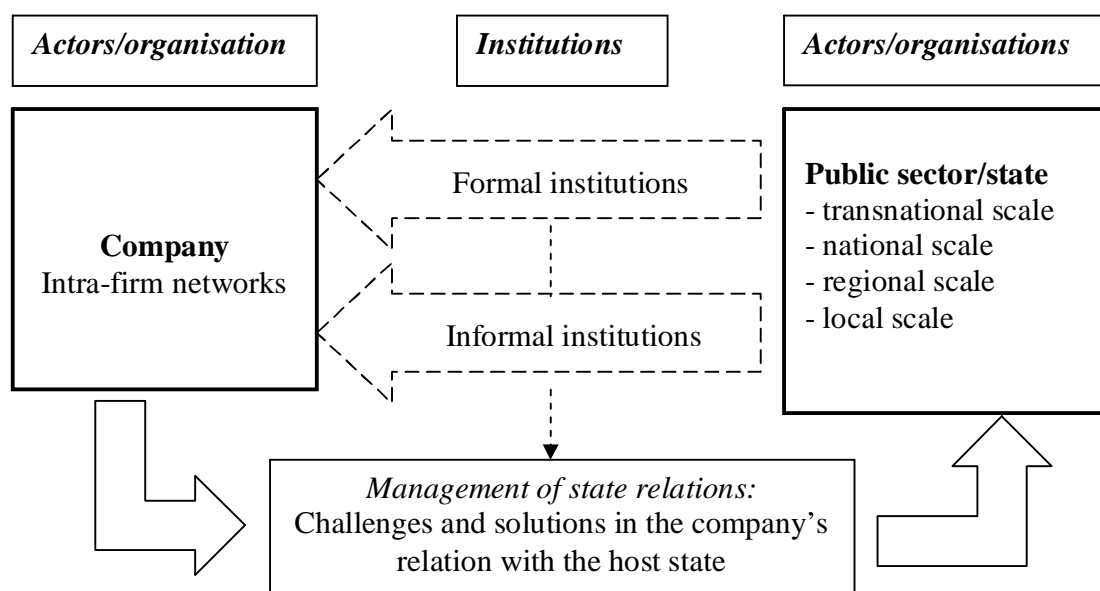 Actors/organisation
Institutions
Actors/organisations
Company
Intra-firm networks
Formal institutions
Informal institutions
Public sector/state
- transnational scale
- national scale
- regional scale
- local scale
Management of state relations:
Challenges and solutions in the company’s
relation with the host state